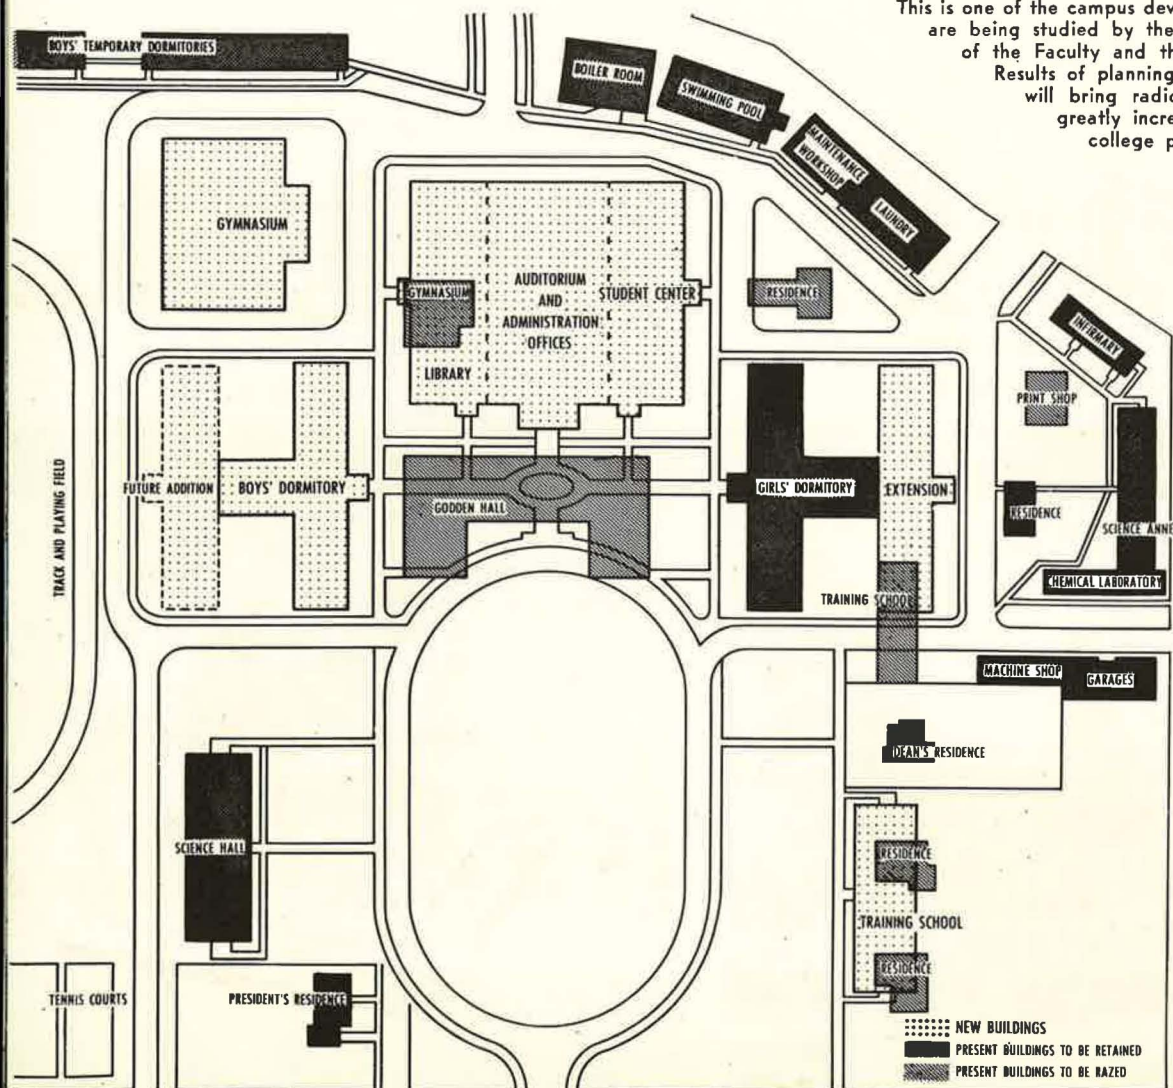 This is one of the campus dev
are being studied by the
of the Faculty and th
Results of planning
will bring radic
greatly incre
college p
BOYS' TEMPORARY DORMITORIES
BOILER ROOM
SWIMMING POOL
MAINTENANCE
WORKSHOP
LAUNDRY
GYMNASIUM
GYMNASIUM
AUDITORIUM
AND
ADMINISTRATION
OFFICES
STUDENT CENTER
LIBRARY
RESIDENCE
INFIRMARY
PRINT SHOP
TRACK AND PLAYING FIELD
FUTURE ADDITION
BOYS' DORMITORY
GODDEN HALL
GIRLS' DORMITORY
EXTENSION
RESIDENCE
SCIENCE ANNE
CHEMICAL LABORATORY
TRAINING SCHOOL
MACHINE SHOP
GARAGES
DEAN'S RESIDENCE
SCIENCE HALL
RESIDENCE
TRAINING SCHOOL
RESIDENCE
TENNIS COURTS
PRESIDENT'S RESIDENCE
NEW BUILDINGS
PRESENT BUILDINGS TO BE RETAINED
PRESENT BUILDINGS TO BE RAZED